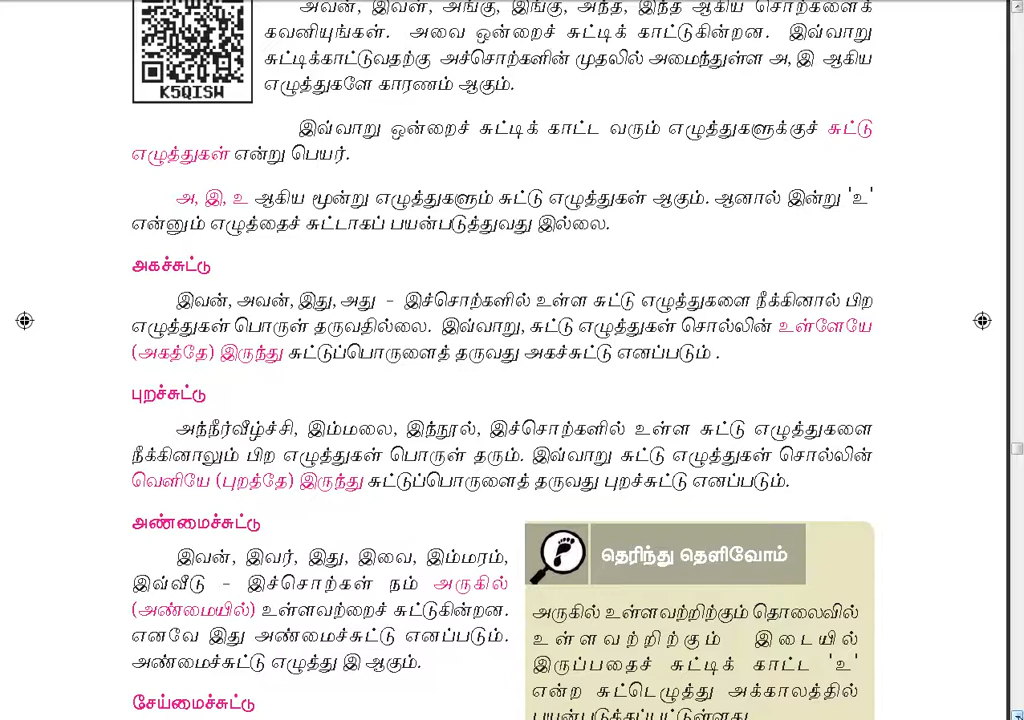 அவன், இவள், அங்கு, இங்கு, அந்த, இந்த ஆகிய சொற்களைக்
கவனியுங்கள். அவை ஒன்றைச் சுட்டிக் காட்டுகின்றன. இவ்வாறு
சுட்டிக்காட்டுவதற்கு அச்சொற்களின் முதலில் அமைந்துள்ள அ, இ ஆகிய
எழுத்துகளே காரணம் ஆகும்.
K5QISW
இவ்வாறு ஒன்றைச் சுட்டிக் காட்ட வரும் எழுத்துகளுக்குச் சுட்டு
எழுத்துகள் என்று பெயர்.
அ, இ, உ ஆகிய மூன்று எழுத்துகளும் சுட்டு எழுத்துகள் ஆகும். ஆனால் இன்று 'உ'
என்னும் எழுத்தைச் சுட்டாகப் பயன்படுத்துவது இல்லை.
அகச்சுட்டு
இவன், அவன், இது, அது - இச்சொற்களில் உள்ள சுட்டு எழுத்துகளை நீக்கினால் பிற
எழுத்துகள் பொருள் தருவதில்லை. இவ்வாறு, சுட்டு எழுத்துகள் சொல்லின் உள்ளேயே
(அகத்தே) இருந்து சுட்டுப்பொருளைத் தருவது அகச்சுட்டு எனப்படும் .
புறச்சுட்டு
அந்நீர்வீழ்ச்சி, இம்மலை, இந்நூல், இச்சொற்களில் உள்ள சுட்டு எழுத்துகளை
நீக்கினாலும் பிற எழுத்துகள் பொருள் தரும். இவ்வாறு சுட்டு எழுத்துகள் சொல்லின்
வெளியே (புறத்தே) இருந்து சுட்டுப்பொருளைத் தருவது புறச்சுட்டு எனப்படும்.
அண்மைச்சுட்டு
இவன், இவர், இது, இவை, இம்மரம்,
இவ்வீடு - இச்சொற்கள் நம் அருகில்
(அண்மையில்) உள்ளவற்றைச் சுட்டுகின்றன.
எனவே இது அண்மைச்சுட்டு எனப்படும்.
அண்மைச்சுட்டு எழுத்து இ ஆகும்.
சேய்மைச்சுட்டு
தெரிந்து தெளிவோம்
அருகில் உள்ளவற்றிற்கும் தொலைவில்
உள்ளவற்றிற்கும் இடையில்
இருப்பதைச் சுட்டிக் காட்ட 'உ'
என்ற சுட்டெழுத்து அக்காலத்தில்
பயன்படுத்தப்பட்டுள்ளது